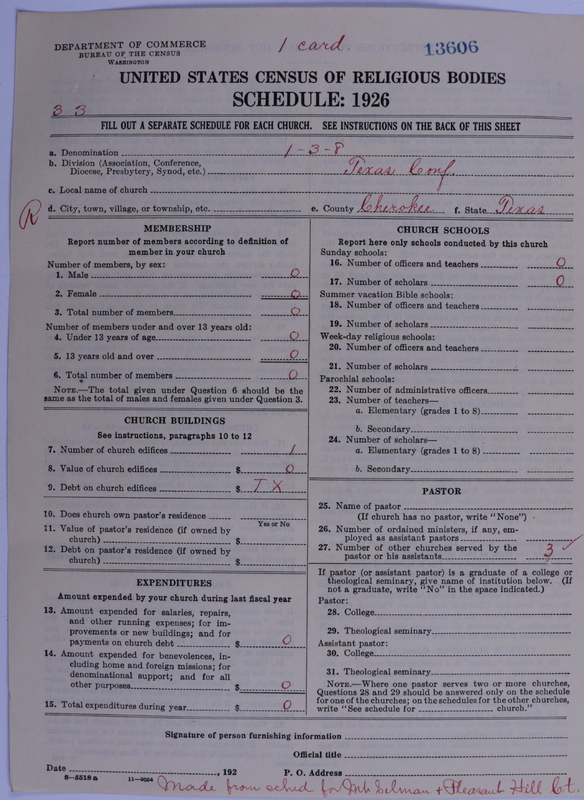 DEPARTMENT OF COMMERCE
BUREAU OF THE CENSUS
WASHINGTON
1 card
13606
UNITED STATES CENSUS OF RELIGIOUS BODIES
SCHEDULE: 1926
3 3
FILL OUT A SEPARATE SCHEDULE FOR EACH CHURCH. SEE INSTRUCTIONS ON THE BACK OF THIS SHEET
a. Denomination 1-3-8
b. Division (Association, Conference,
Diocese, Presbytery, Synod, etc.) Texas Conf.
c. Local name of church
R
d. City, town, village, or township, etc. e. County Cherokee f. State Texas
MEMBERSHIP
Report number of members according to definition of
member in your church
Number of members, by sex:
1. Male 0
2. Female 0
3. Total number of members 0
Number of members under and over 13 years old:
4. Under 13 years of age 0
5. 13 years old and over 0
6. Total number of members 0
NOTE.—The total given under Question 6 should be the
same as the total of males and females given under Question 3.
CHURCH BUILDINGS
See instructions, paragraphs 10 to 12
7. Number of church edifices 1
8. Value of church edifices $ 0
9. Debt on church edifices $ T X
10. Does church own pastor's residence
Yes or No
11. Value of pastor's residence (if owned by
church) $
12. Debt on pastor's residence (if owned by
church) $
EXPENDITURES
Amount expended by your church during last fiscal year
13. Amount expended for salaries, repairs,
and other running expenses; for im-
provements or new buildings; and for
payments on church debt $ 0
14. Amount expended for benevolences, in-
cluding home and foreign missions; for
denominational support; and for all
other purposes $ 0
15. Total expenditures during year $ 0
CHURCH SCHOOLS
Report here only schools conducted by this church
Sunday schools:
16. Number of officers and teachers 0
17. Number of scholars 0
Summer vacation Bible schools:
18. Number of officers and teachers
19. Number of scholars
Week-day religious schools:
20. Number of officers and teachers
21. Number of scholars
Parochial schools:
22. Number of administrative officers
23. Number of teachers—
a. Elementary (grades 1 to 8)
b. Secondary
24. Number of scholars—
a. Elementary (grades 1 to 8)
b. Secondary
PASTOR
25. Name of pastor
(If church has no pastor, write "None")
26. Number of ordained ministers, if any, em-
ployed as assistant pastors
27. Number of other churches served by the
pastor or his assistants 3 ✓
If pastor (or assistant pastor) is a graduate of a college or
theological seminary, give name of institution below. (If
not a graduate, write "No" in the space indicated.)
Pastor:
28. College
29. Theological seminary
Assistant pastor:
30. College
31. Theological seminary
NOTE.—Where one pastor serves two or more churches,
Questions 28 and 29 should be answered only on the schedule
for one of the churches; on the schedules for the other churches,
write "See schedule for church."
Signature of person furnishing information
Official title
Date , 192 P. O. Address
8—5518a 11—9054 Made from sched for Mt Selman + Pleasant Hill Ct.